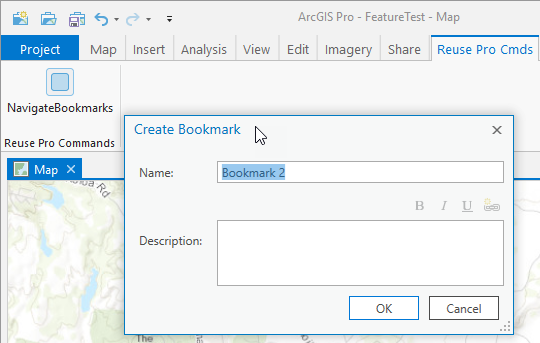 ArcGIS Pro - FeatureTest - Map
Project Map Insert Analysis View Edit Imagery Share Reuse Pro Cmds
NavigateBookmarks
Reuse Pro Commands
Create Bookmark
Map
Name: Bookmark 2
B I U
Description:
OK Cancel
The